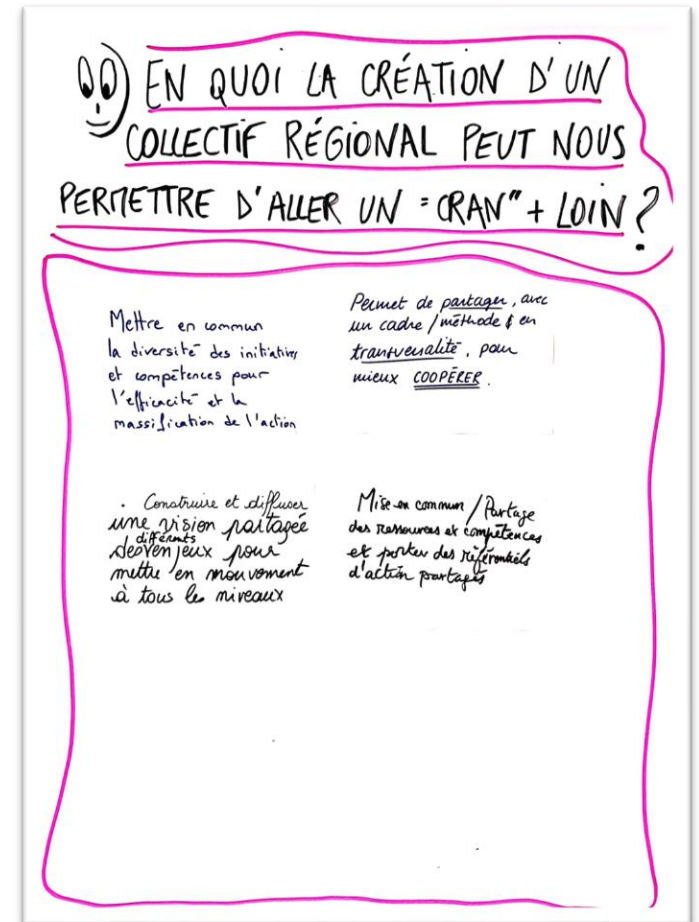 EN QUOI LA CRÉATION D'UN
COLLECTIF RÉGIONAL PEUT NOUS
PERMETTRE D'ALLER UN "CRAN" + LOIN ?
Mettre en commun
la diversité des initiatives
et compétences pour
l'efficacité et la
massification de l'action
Permet de partager, avec
un cadre / méthode & en
transversalité, pour
mieux COOPÉRER.
. Construire et diffuser
une vision partagée
des différents enjeux pour
mettre en mouvement
à tous les niveaux
Mise en commun / Partage
des Ressources et compétences
et porter des référentiels
d'action partagés